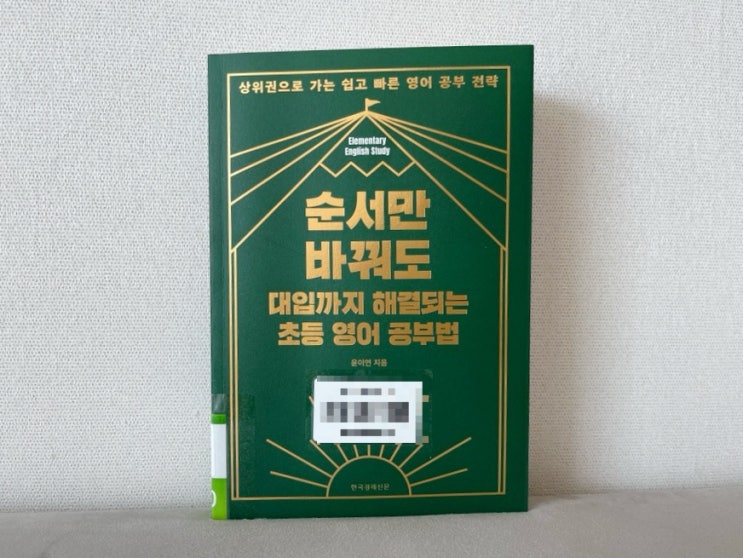 상위권으로 가는 쉽고 빠른 영어 공부 전략
Elementary
English Study
순서만
바꿔도
대입까지 해결되는
초등 영어 공부법
윤이연 지음
한국경제신문